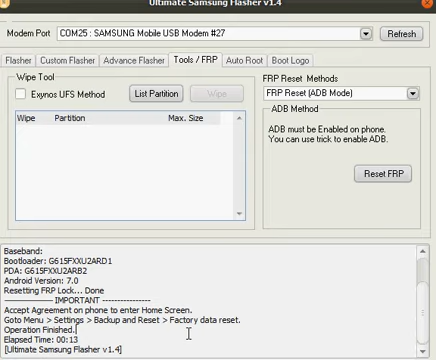 Ultimate Samsung Flasher v1.4
Modem Port
COM25 : SAMSUNG Mobile USB Modem #27
Refresh
Flasher
Custom Flasher
Advance Flasher
Tools / FRP
Auto Root
Boot Logo
Wipe Tool
Exynos UFS Method
List Partition
Wipe
Wipe
Partition
Max. Size
FRP Reset Methods
FRP Reset (ADB Mode)
ADB Method
ADB must be Enabled on phone.
You can use trick to enable ADB.
Reset FRP
Baseband:
Bootloader: G615FXXU2ARD1
PDA: G615FXXU2ARB2
Android Version: 7.0
Resetting FRP Lock... Done
---------------- IMPORTANT ----------------
Accept Agreement on phone to enter Home Screen.
Goto Menu > Settings > Backup and Reset > Factory data reset.
Operation Finished.
Elapsed Time: 00:13
[Ultimate Samsung Flasher v1.4]